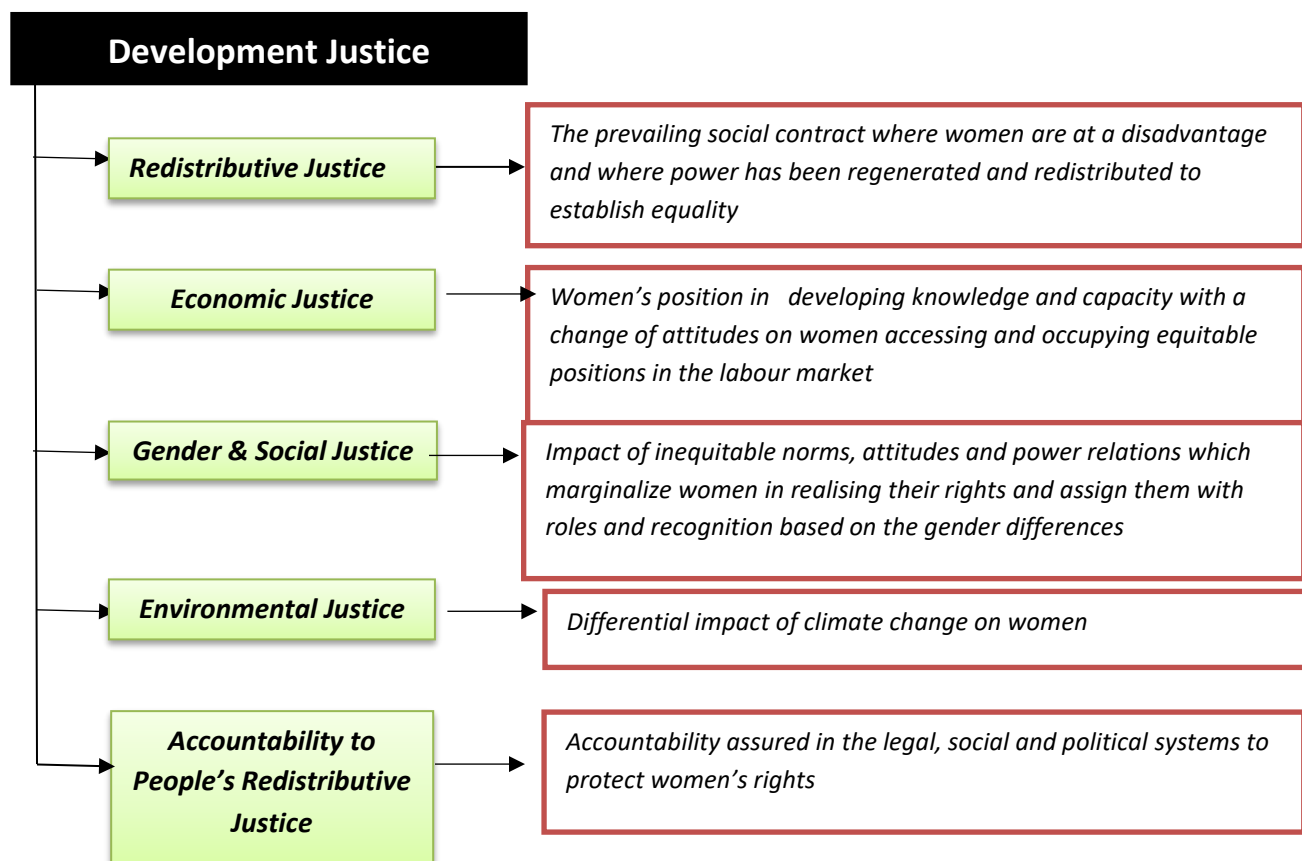 Development Justice
Redistributive Justice
The prevailing social contract where women are at a disadvantage
and where power has been regenerated and redistributed to
establish equality
Economic Justice
Women’s position in   developing knowledge and capacity with a
change of attitudes on women accessing and occupying equitable
positions in the labour market
Gender & Social Justice
Impact of inequitable norms, attitudes and power relations which
marginalize women in realising their rights and assign them with
roles and recognition based on the gender differences
Environmental Justice
Differential impact of climate change on women
Accountability to
People’s Redistributive
Justice
Accountability assured in the legal, social and political systems to
protect women’s rights